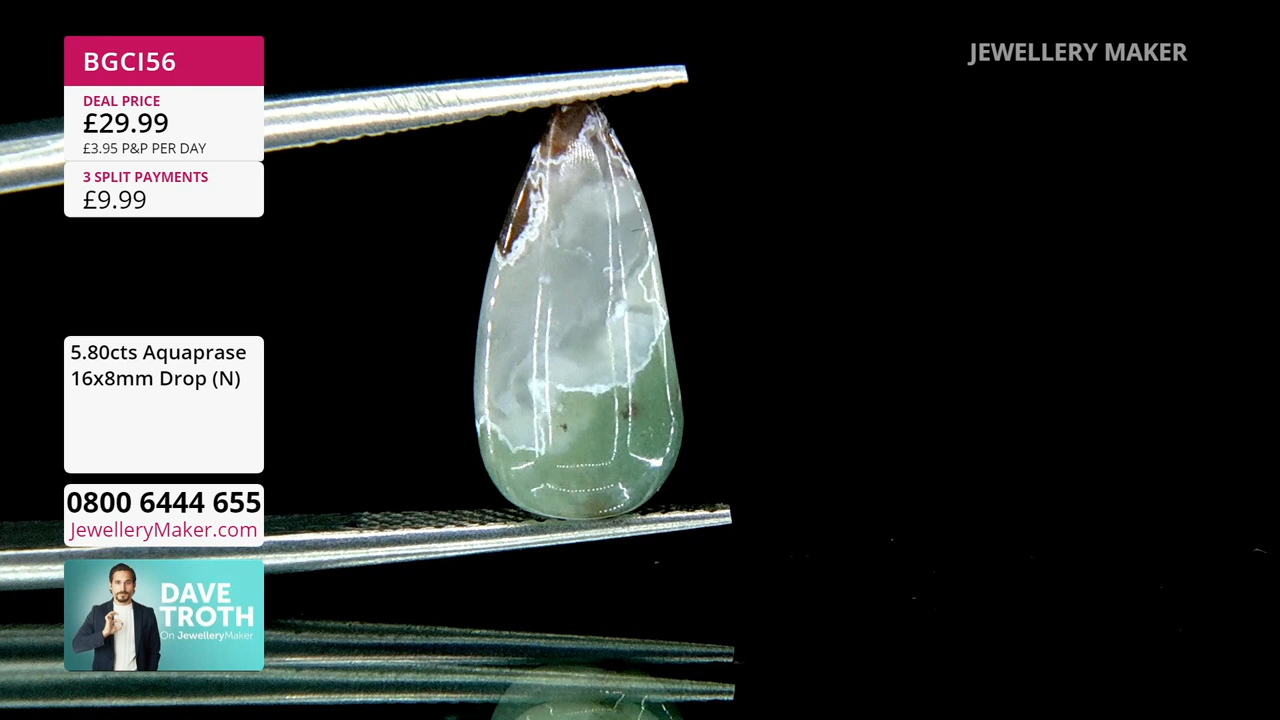 BGCI56
DEAL PRICE
£29.99
£3.95 P&P PER DAY
3 SPLIT PAYMENTS
£9.99
5.80cts Aquaprase
16x8mm Drop (N)
0800 6444 655
JewelleryMaker.com
DAVE
TROTH
On JewelleryMaker
JEWELLERY MAKER